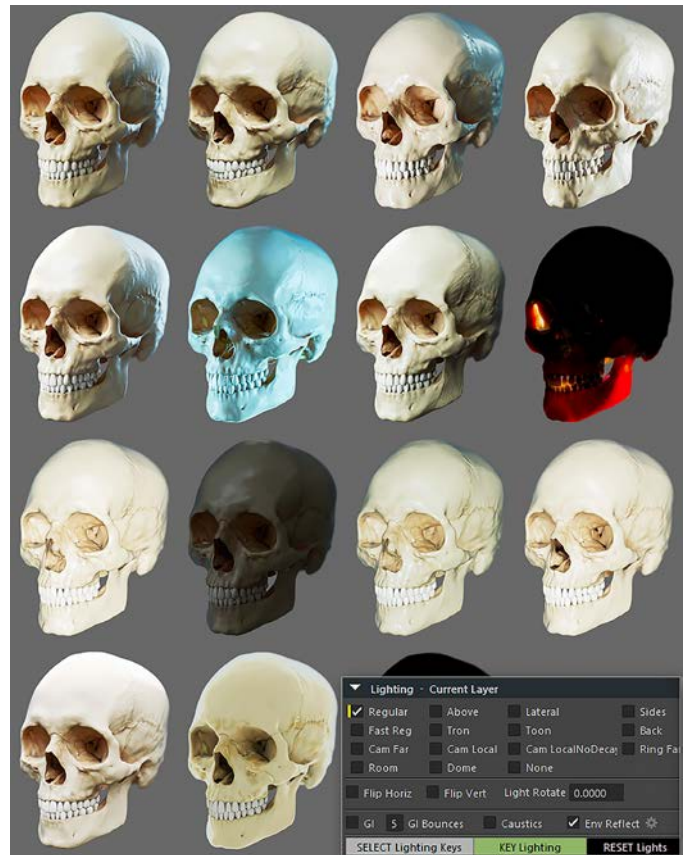 Lighting - Current Layer
Regular Above Lateral Sides
Fast Reg Tron Toon Back
Cam Far Cam Local Cam LocalNoDecay Ring Far
Room Dome None
Flip Horiz Flip Vert Light Rotate 0.0000
GI 5 GI Bounces Caustics Env Reflect
SELECT Lighting Keys KEY Lighting RESET Lights